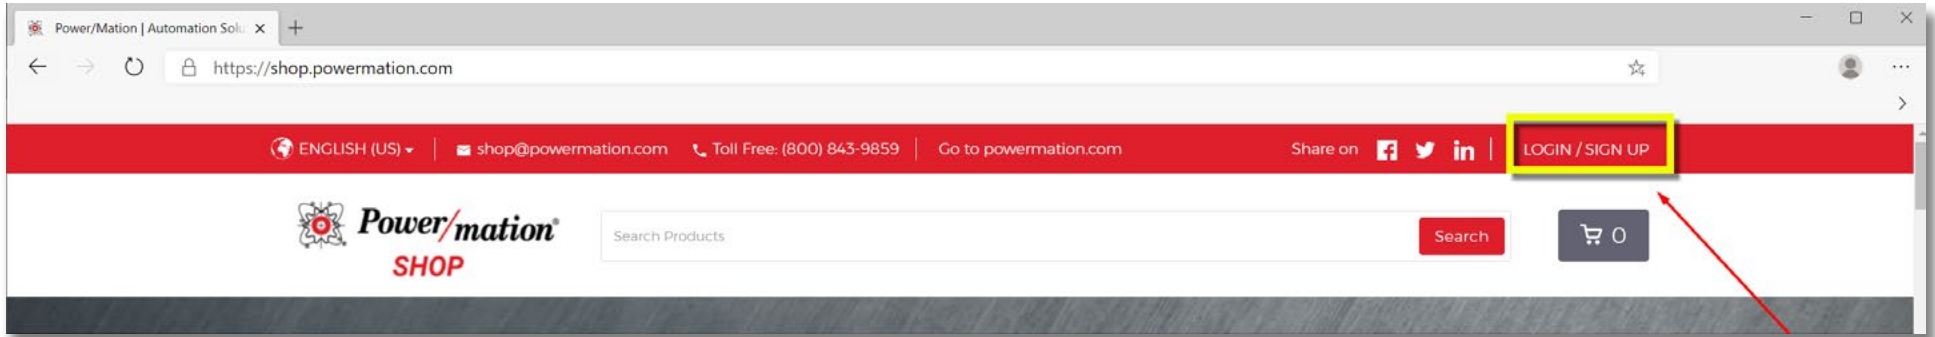 Power/Mation | Automation Solu
https://shop.powermation.com
ENGLISH (US) shop@powermation.com Toll Free: (800) 843-9859 Go to powermation.com Share on LOGIN / SIGN UP
Power/mation®
SHOP
Search Products Search 0